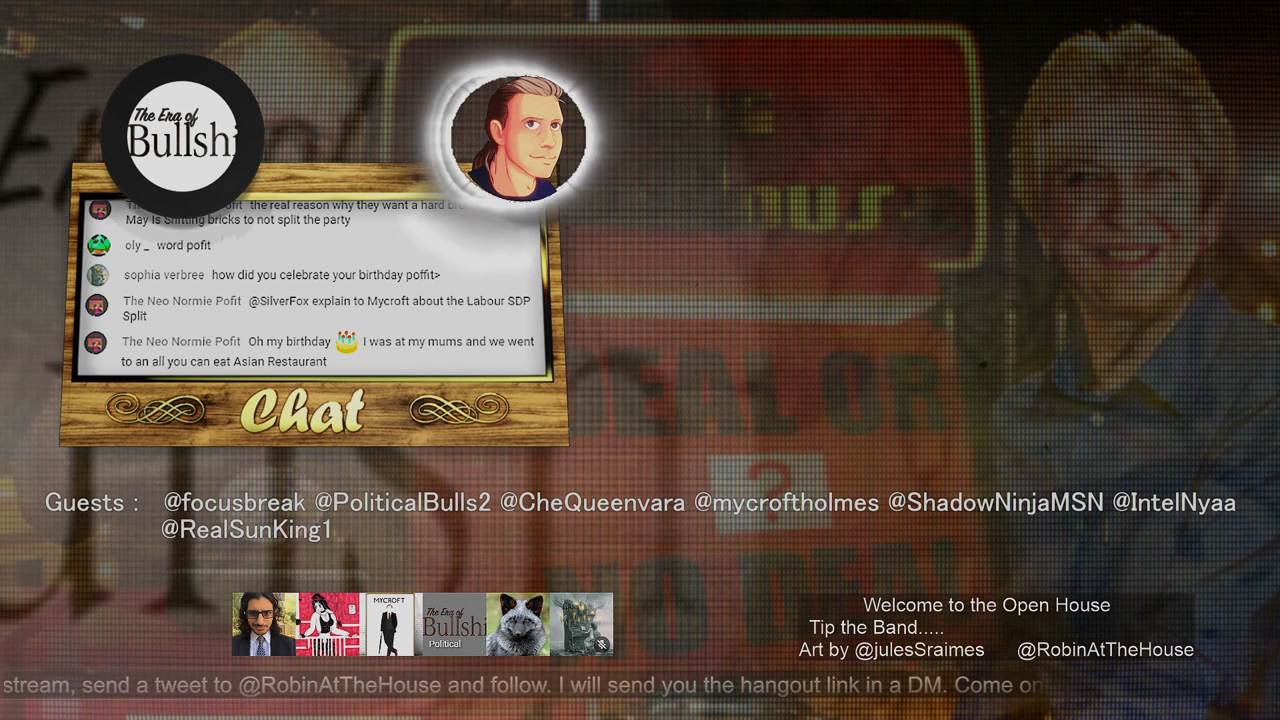 The Era of
Bullshi
the real reason why they want a hard
May Is Shitting bricks to not split the party
oly _ word pofit
sophia verbree how did you celebrate your birthday poffit>
The Neo Normie Pofit @SilverFox explain to Mycroft about the Labour SDP
Split
The Neo Normie Pofit Oh my birthday 🎂 I was at my mums and we went
to an all you can eat Asian Restaurant
Chat
DEAL OR
?
NO DEAL
Guests : @focusbreak @PoliticalBulls2 @CheQueenvara @mycroftholmes @ShadowNinjaMSN @IntelNyaa
@RealSunKing1
MYCROFT
The Era of
Bullshi
Political
Welcome to the Open House
Tip the Band.....
Art by @julesSraimes @RobinAtTheHouse
stream, send a tweet to @RobinAtTheHouse and follow. I will send you the hangout link in a DM. Come on